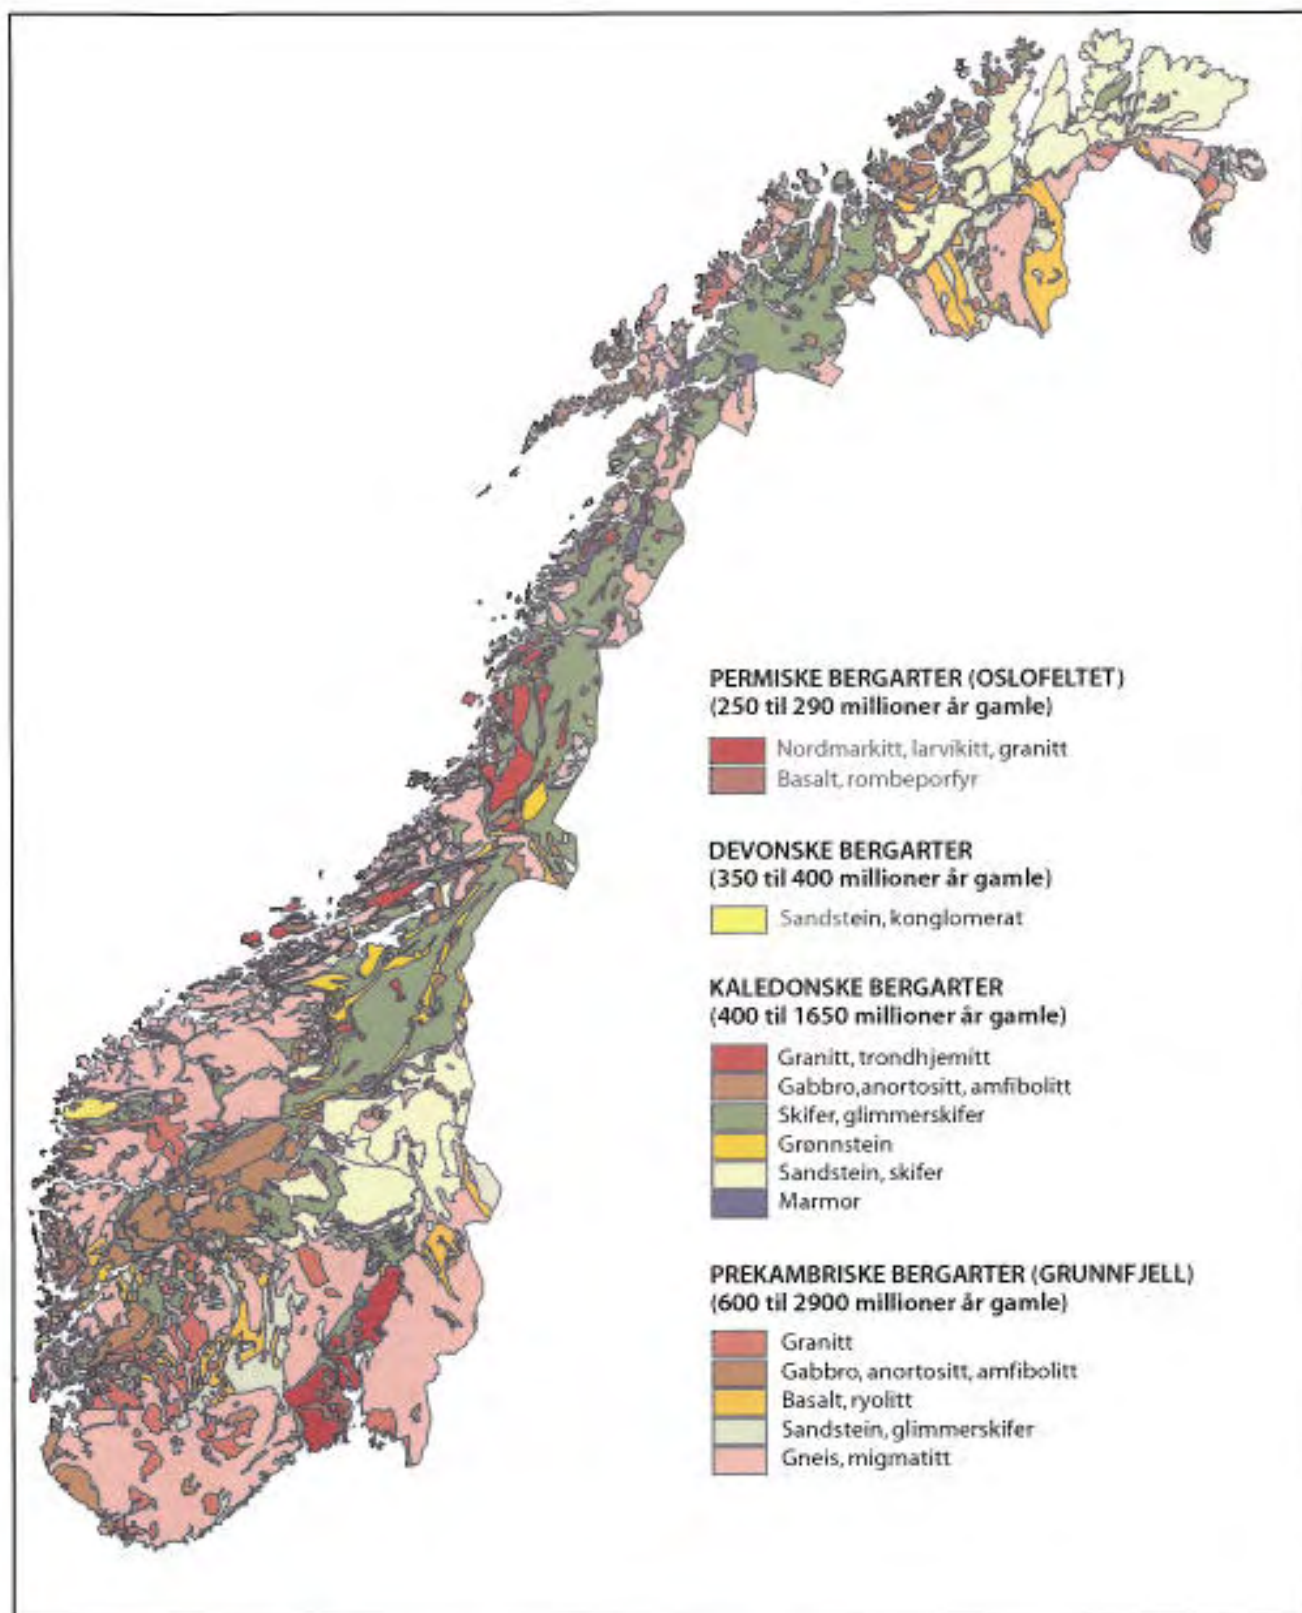 PERMISKE BERGARTER (OSLOFELTET)
(250 til 290 millioner år gamle)
Nordmarkitt, larvikitt, granitt
Basalt, rombeporfyr
DEVONSKE BERGARTER
(350 til 400 millioner år gamle)
Sandstein, konglomerat
KALEDONSKE BERGARTER
(400 til 1650 millioner år gamle)
Granitt, trondhjemitt
Gabbro,anortositt, amfibolitt
Skifer, glimmerskifer
Grønnstein
Sandstein, skifer
Marmor
PREKAMBRISKE BERGARTER (GRUNNFJELL)
(600 til 2900 millioner år gamle)
Granitt
Gabbro, anortositt, amfibolitt
Basalt, ryolitt
Sandstein, glimmerskifer
Gneis, migmatitt